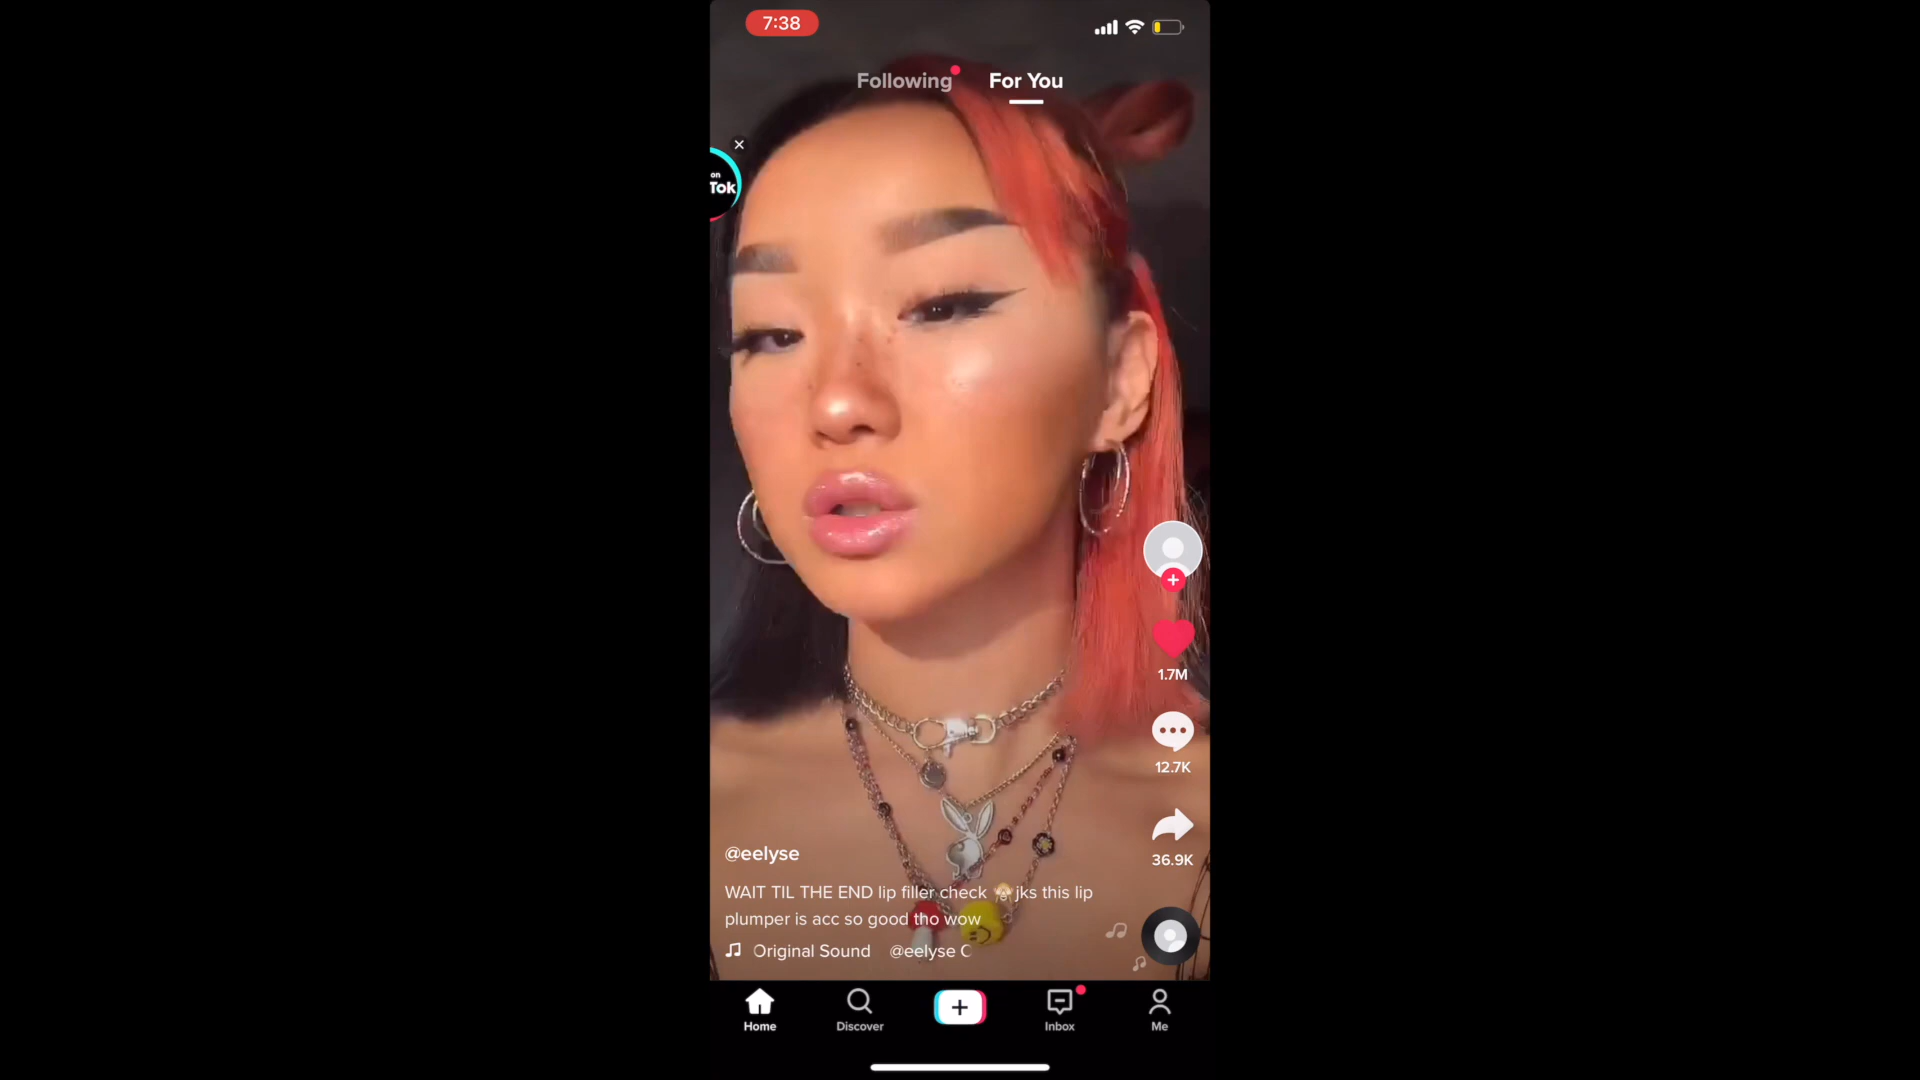 7:38
Following For You
on
Tok
1.7M
12.7K
36.9K
@eelyse
WAIT TIL THE END lip filler check jks this lip
plumper is acc so good tho wow
Original Sound @eelyse
Home Discover Inbox Me